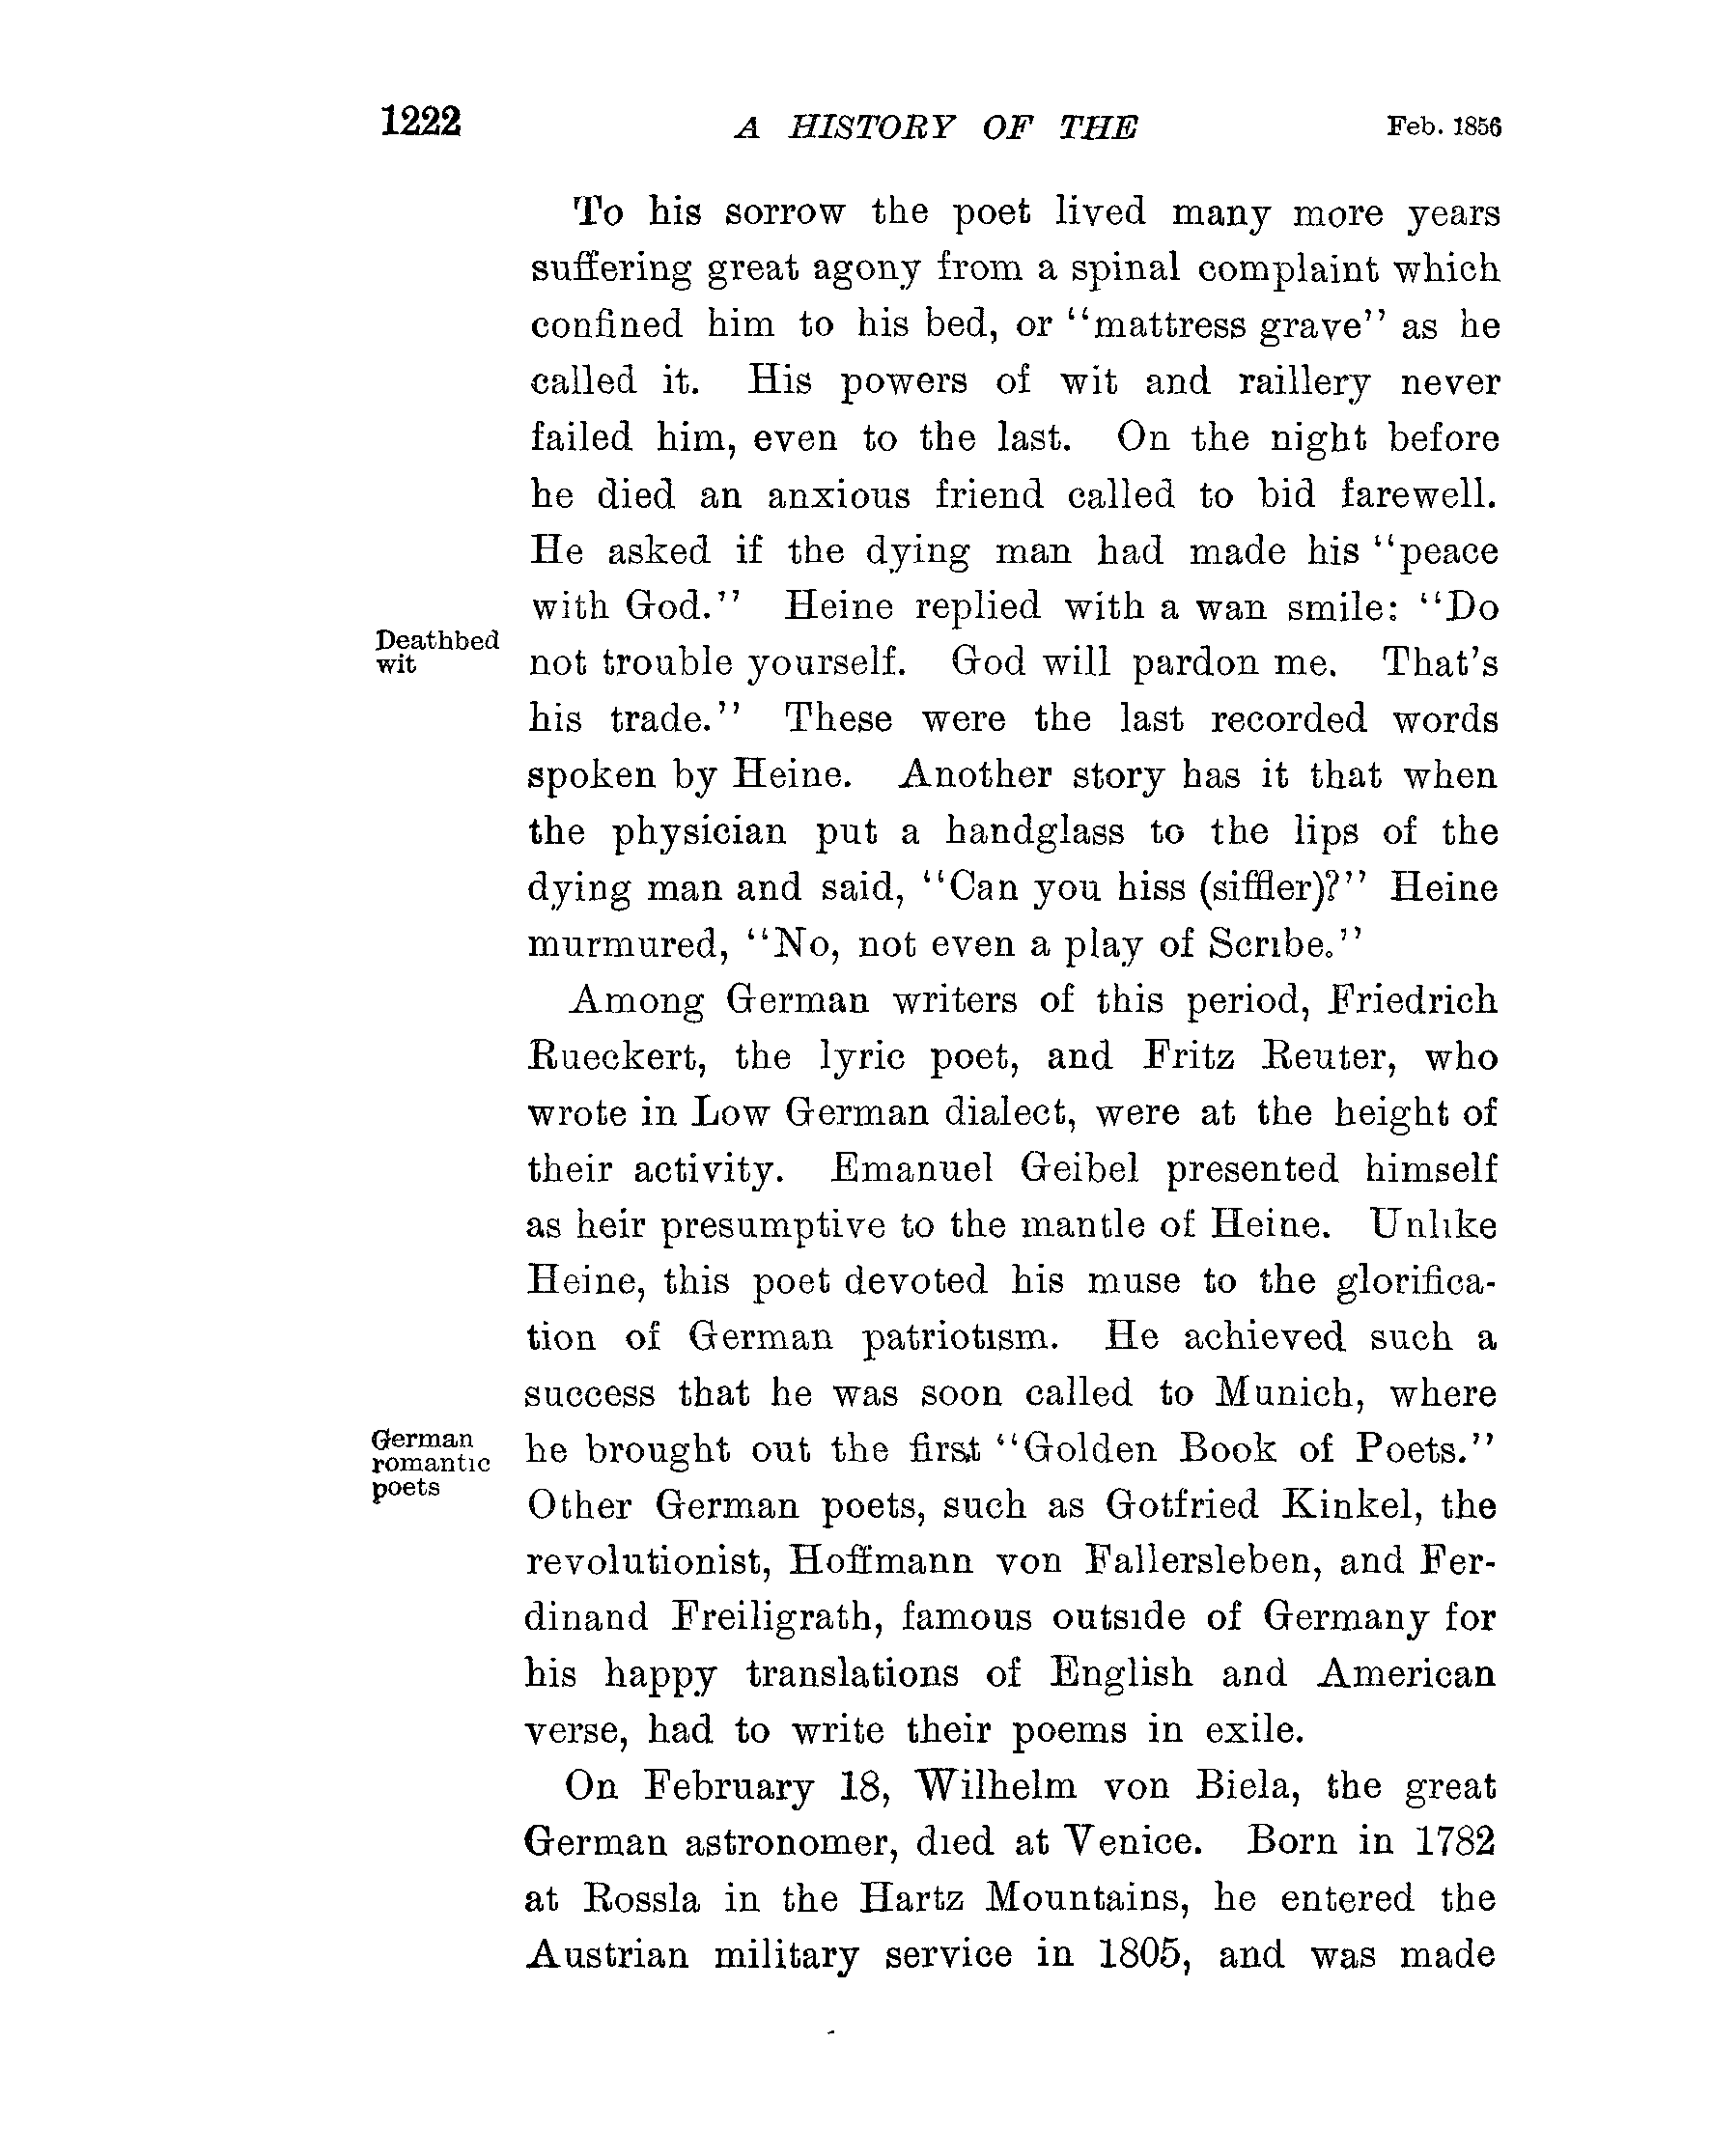 1222 A HISTORY OF THE Feb. 1856
To his sorrow the poet lived many more years
suffering great agony from a spinal complaint which
confined him to his bed, or “mattress grave” as he
called it. His powers of wit and raillery never
failed him, even to the last. On the night before
he died an anxious friend called to bid farewell.
He asked if the dying man had made his “peace
with God.” Heine replied with a wan smile: “Do
Deathbed
wit
not trouble yourself. God will pardon me. That’s
his trade.” These were the last recorded words
spoken by Heine. Another story has it that when
the physician put a handglass to the lips of the
dying man and said, “Can you hiss (siffler)?” Heine
murmured, “No, not even a play of Scribe.”
Among German writers of this period, Friedrich
Rueckert, the lyric poet, and Fritz Reuter, who
wrote in Low German dialect, were at the height of
their activity. Emanuel Geibel presented himself
as heir presumptive to the mantle of Heine. Unlike
Heine, this poet devoted his muse to the glorifica-
tion of German patriotism. He achieved such a
success that he was soon called to Munich, where
German
romantic
poets
he brought out the first “Golden Book of Poets.”
Other German poets, such as Gotfried Kinkel, the
revolutionist, Hoffmann von Fallersleben, and Fer-
dinand Freiligrath, famous outside of Germany for
his happy translations of English and American
verse, had to write their poems in exile.
On February 18, Wilhelm von Biela, the great
German astronomer, died at Venice. Born in 1782
at Rossla in the Hartz Mountains, he entered the
Austrian military service in 1805, and was made